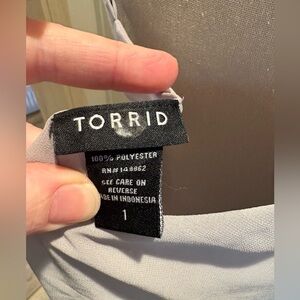 TORRID
100% POLYESTER
RN# 148862
SEE CARE ON
REVERSE
MADE IN INDONESIA
1